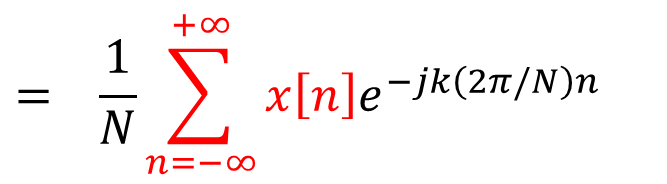 = 1/N ∑_{n=−∞}^{+∞} x[n]e^{−jk(2π/N)n}